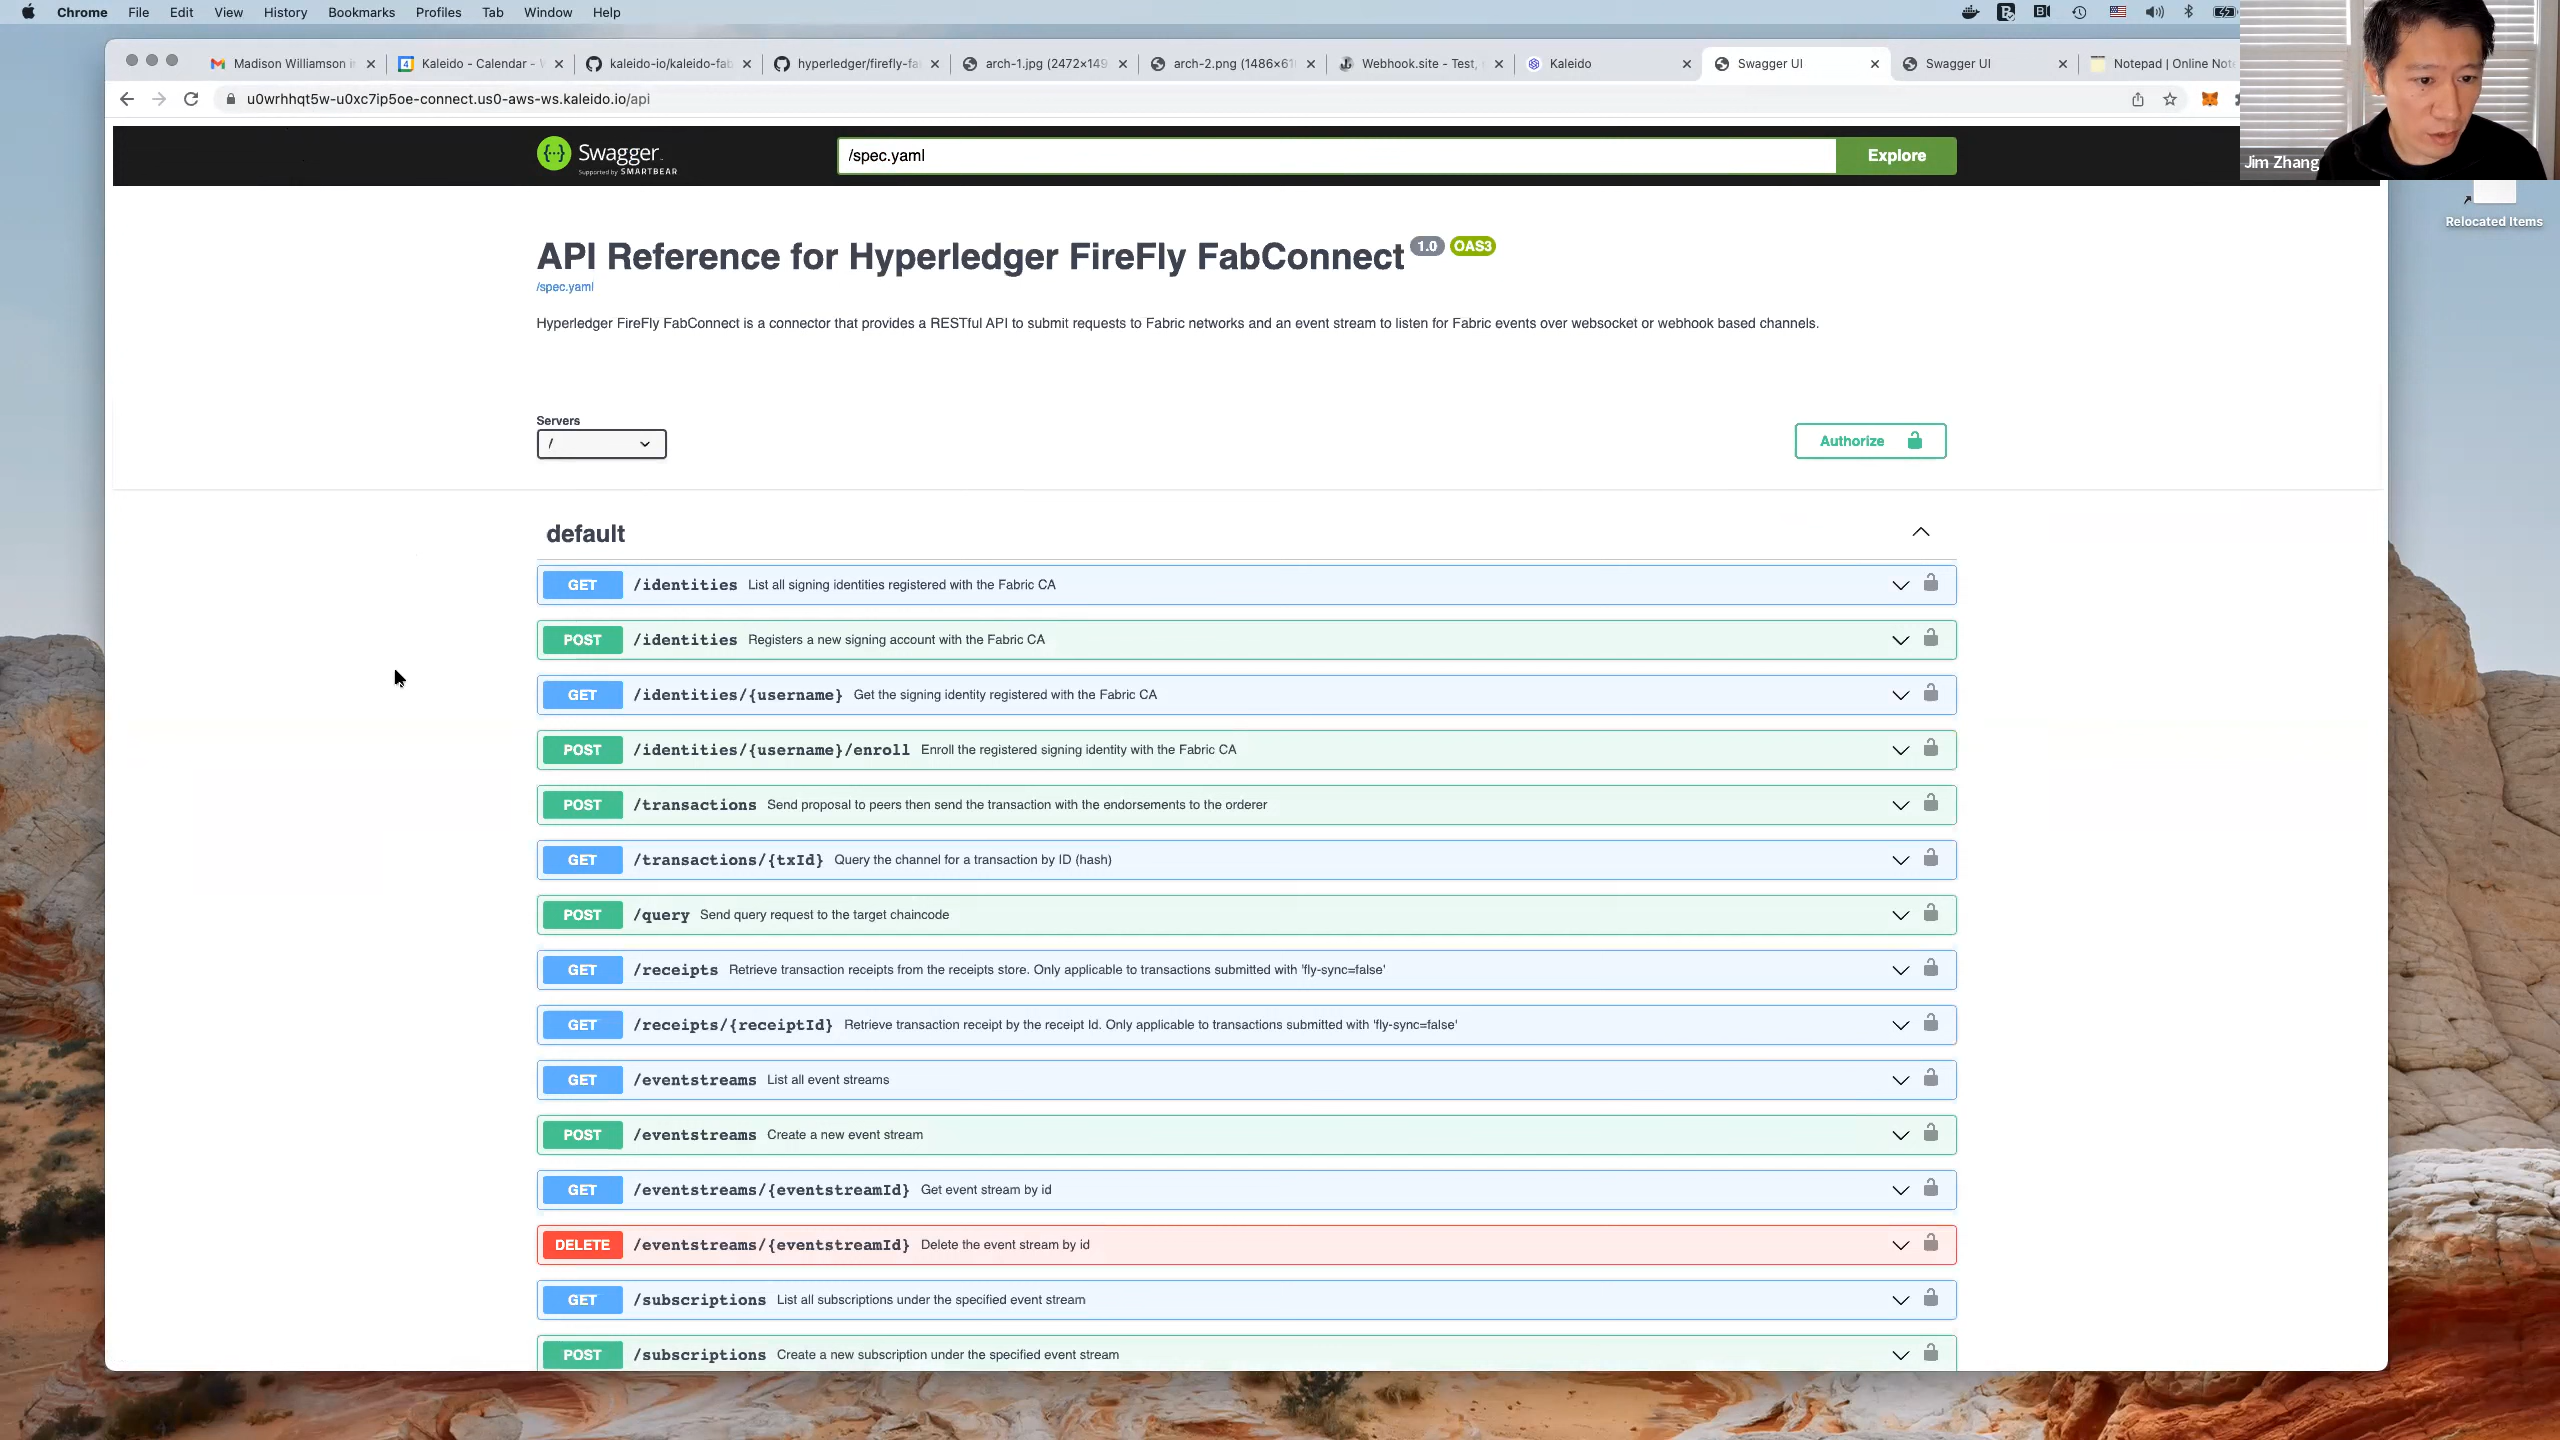 Chrome File Edit View History Bookmarks Profiles Tab Window Help
Madison Williamson i
4 Kaleido - Calendar -
kaleido-io/kaleido-fab
hyperledger/firefly-fa
arch-1.jpg (2472×149
arch-2.png (1486×61
Webhook.site - Test,
Kaleido
Swagger UI
Swagger UI
Notepad | Online Not
u0wrhhqt5w-u0xc7ip5oe-connect.us0-aws-ws.kaleido.io/api
Jim Zhang
Relocated Items
Swagger
Supported by SMARTBEAR
/spec.yaml
Explore
API Reference for Hyperledger FireFly FabConnect 1.0 OAS3
/spec.yaml
Hyperledger FireFly FabConnect is a connector that provides a RESTful API to submit requests to Fabric networks and an event stream to listen for Fabric events over websocket or webhook based channels.
Servers
/
Authorize
default
GET /identities List all signing identities registered with the Fabric CA
POST /identities Registers a new signing account with the Fabric CA
GET /identities/{username} Get the signing identity registered with the Fabric CA
POST /identities/{username}/enroll Enroll the registered signing identity with the Fabric CA
POST /transactions Send proposal to peers then send the transaction with the endorsements to the orderer
GET /transactions/{txId} Query the channel for a transaction by ID (hash)
POST /query Send query request to the target chaincode
GET /receipts Retrieve transaction receipts from the receipts store. Only applicable to transactions submitted with 'fly-sync=false'
GET /receipts/{receiptId} Retrieve transaction receipt by the receipt Id. Only applicable to transactions submitted with 'fly-sync=false'
GET /eventstreams List all event streams
POST /eventstreams Create a new event stream
GET /eventstreams/{eventstreamId} Get event stream by id
DELETE /eventstreams/{eventstreamId} Delete the event stream by id
GET /subscriptions List all subscriptions under the specified event stream
POST /subscriptions Create a new subscription under the specified event stream